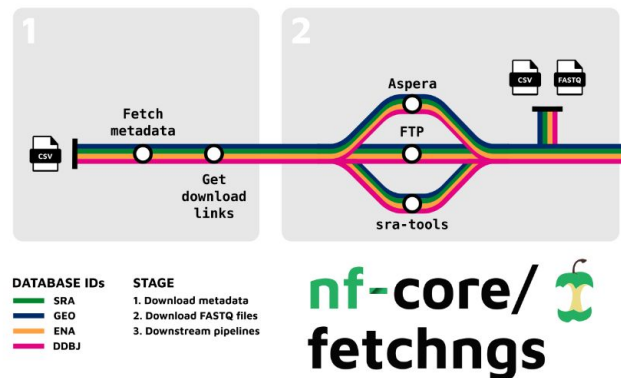 1
2
CSV
Fetch
metadata
Get
download
links
Aspera
FTP
sra-tools
CSV
FASTQ
DATABASE IDs
SRA
GEO
ENA
DDBJ
STAGE
1. Download metadata
2. Download FASTQ files
3. Downstream pipelines
nf-core/
fetchngs